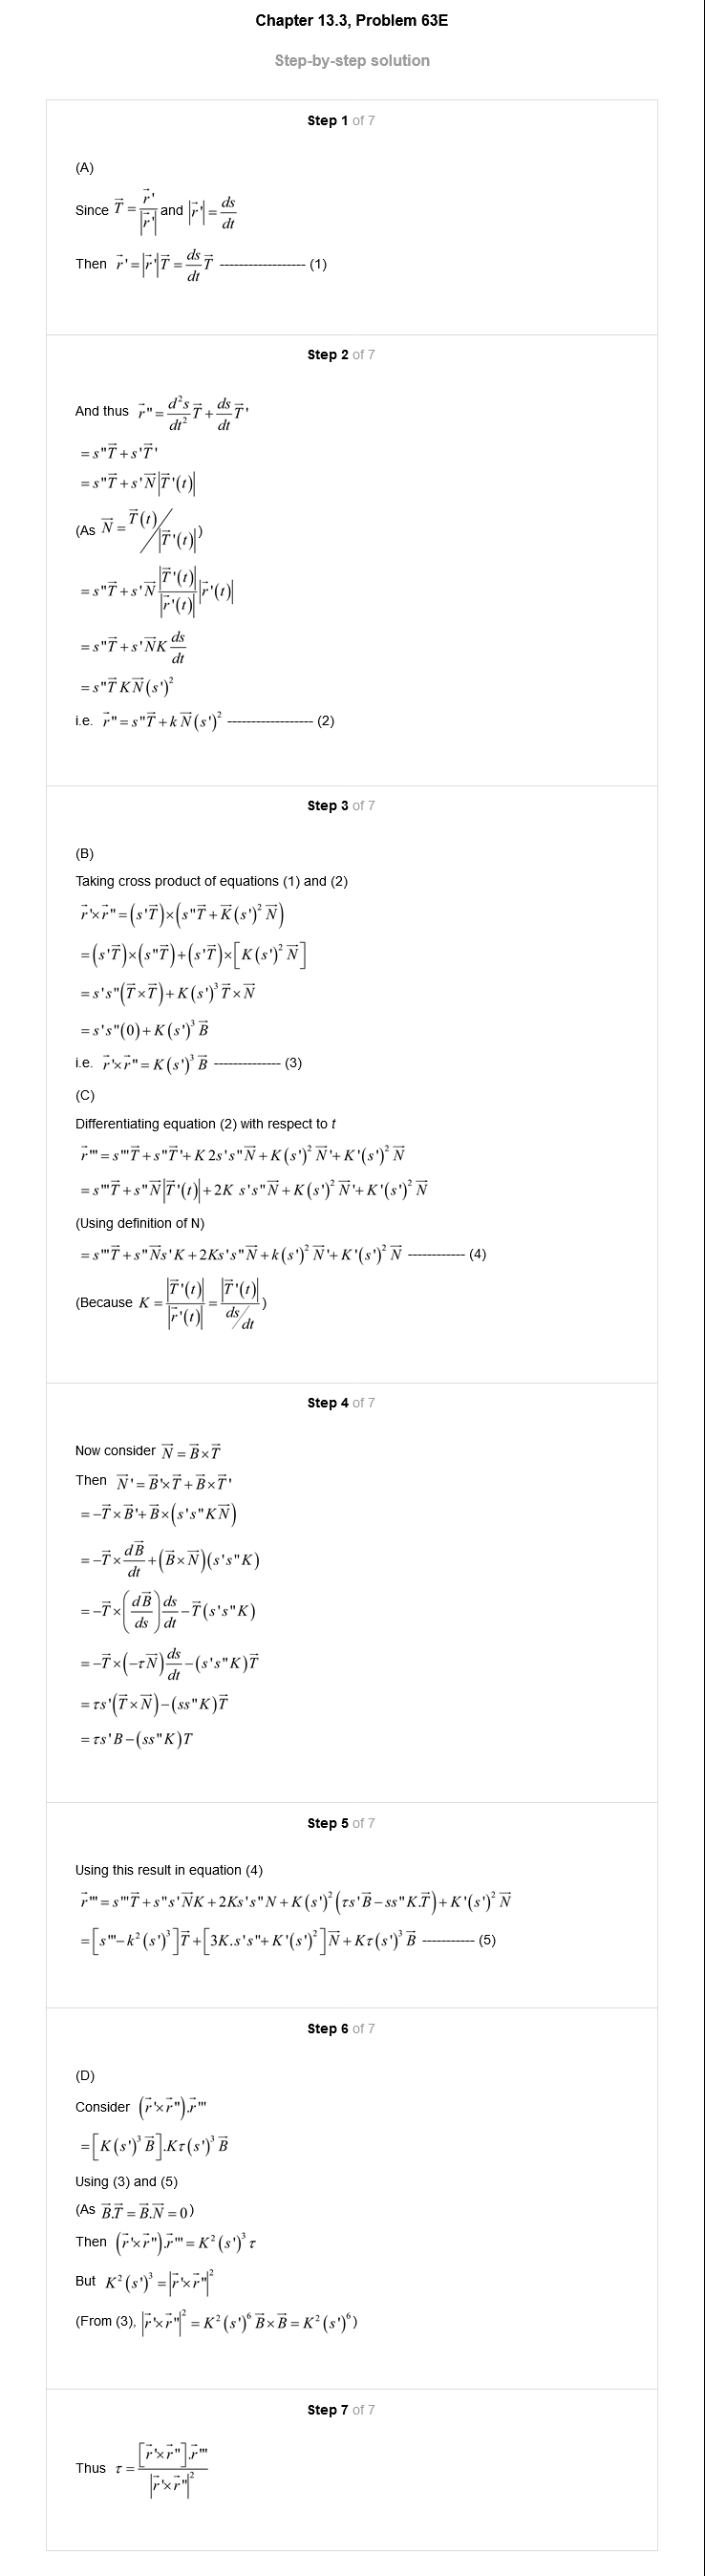 Chapter 13.3, Problem 63E
Step-by-step solution
Step 1 of 7
(A)
Since $\vec{T} = \frac{\vec{r}'}{|\vec{r}'|}$ and $|\vec{r}'| = \frac{ds}{dt}$
Then $\vec{r}' = |\vec{r}'|\vec{T} = \frac{ds}{dt}\vec{T}$ ------------------ (1)
Step 2 of 7
And thus $\vec{r}'' = \frac{d^2s}{dt^2}\vec{T} + \frac{ds}{dt}\vec{T}'$
$= s''\vec{T} + s'\vec{T}'$
$= s''\vec{T} + s'\vec{N}|\vec{T}'(t)|$
(As $\vec{N} = \vec{T}(t)/|\vec{T}'(t)|$)
$= s''\vec{T} + s'\vec{N}\frac{|\vec{T}'(t)|}{|\vec{r}'(t)|}|\vec{r}'(t)|$
$= s''\vec{T} + s'\vec{N}K\frac{ds}{dt}$
$= s''\vec{T}K\vec{N}(s')^2$
i.e. $\vec{r}'' = s''\vec{T} + k\vec{N}(s')^2$ ------------------ (2)
Step 3 of 7
(B)
Taking cross product of equations (1) and (2)
$\vec{r}' \times \vec{r}'' = (s'\vec{T}) \times (s''\vec{T} + \vec{K}(s')^2\vec{N})$
$= (s'\vec{T}) \times (s''\vec{T}) + (s'\vec{T}) \times [K(s')^2\vec{N}]$
$= s's''(\vec{T} \times \vec{T}) + K(s')^3\vec{T} \times \vec{N}$
$= s's''(0) + K(s')^3\vec{B}$
i.e. $\vec{r}' \times \vec{r}'' = K(s')^3\vec{B}$ -------------- (3)
(C)
Differentiating equation (2) with respect to t
$\vec{r}''' = s'''\vec{T} + s''\vec{T}' + K2s's''\vec{N} + K(s')^2\vec{N}' + K'(s')^2\vec{N}$
$= s'''\vec{T} + s''\vec{N}|\vec{T}'(t)| + 2K s's''\vec{N} + K(s')^2\vec{N}' + K'(s')^2\vec{N}$
(Using definition of N)
$= s'''\vec{T} + s''\vec{N}s'K + 2Ks's''\vec{N} + k(s')^2\vec{N}' + K'(s')^2\vec{N}$ ------------ (4)
(Because $K = \frac{|\vec{T}'(t)|}{|\vec{r}'(t)|} = \frac{|\vec{T}'(t)|}{ds/dt}$)
Step 4 of 7
Now consider $\vec{N} = \vec{B} \times \vec{T}$
Then $\vec{N}' = \vec{B}' \times \vec{T} + \vec{B} \times \vec{T}'$
$= -\vec{T} \times \vec{B}' + \vec{B} \times (s's''K\vec{N})$
$= -\vec{T} \times \frac{d\vec{B}}{dt} + (\vec{B} \times \vec{N})(s's''K)$
$= -\vec{T} \times \left(\frac{d\vec{B}}{ds}\right)\frac{ds}{dt} - \vec{T}(s's''K)$
$= -\vec{T} \times (-\tau\vec{N})\frac{ds}{dt} - (s's''K)\vec{T}$
$= \tau s'(\vec{T} \times \vec{N}) - (ss''K)\vec{T}$
$= \tau s'B - (ss''K)T$
Step 5 of 7
Using this result in equation (4)
$\vec{r}''' = s'''\vec{T} + s''s'\vec{N}K + 2Ks's''N + K(s')^2(\tau s'\vec{B} - ss''K.\vec{T}) + K'(s')^2\vec{N}$
$= [s''' - k^2(s')^3]\vec{T} + [3K.s's'' + K'(s')^2]\vec{N} + K\tau(s')^3\vec{B}$ ----------- (5)
Step 6 of 7
(D)
Consider $(\vec{r}' \times \vec{r}'').\vec{r}'''$
$= [K(s')^3\vec{B}].K\tau(s')^3\vec{B}$
Using (3) and (5)
(As $\vec{B}.\vec{T} = \vec{B}.\vec{N} = 0$)
Then $(\vec{r}' \times \vec{r}'').\vec{r}''' = K^2(s')^3\tau$
But $K^2(s')^3 = |\vec{r}' \times \vec{r}''|^2$
(From (3), $|\vec{r}' \times \vec{r}''|^2 = K^2(s')^6\vec{B} \times \vec{B} = K^2(s')^6$)
Step 7 of 7
Thus $\tau = \frac{[\vec{r}' \times \vec{r}''].\vec{r}'''}{|\vec{r}' \times \vec{r}''|^2}$